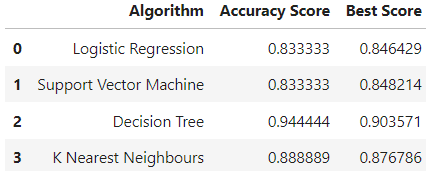 Algorithm Accuracy Score Best Score
0 Logistic Regression 0.833333 0.846429
1 Support Vector Machine 0.833333 0.848214
2 Decision Tree 0.944444 0.903571
3 K Nearest Neighbours 0.888889 0.876786